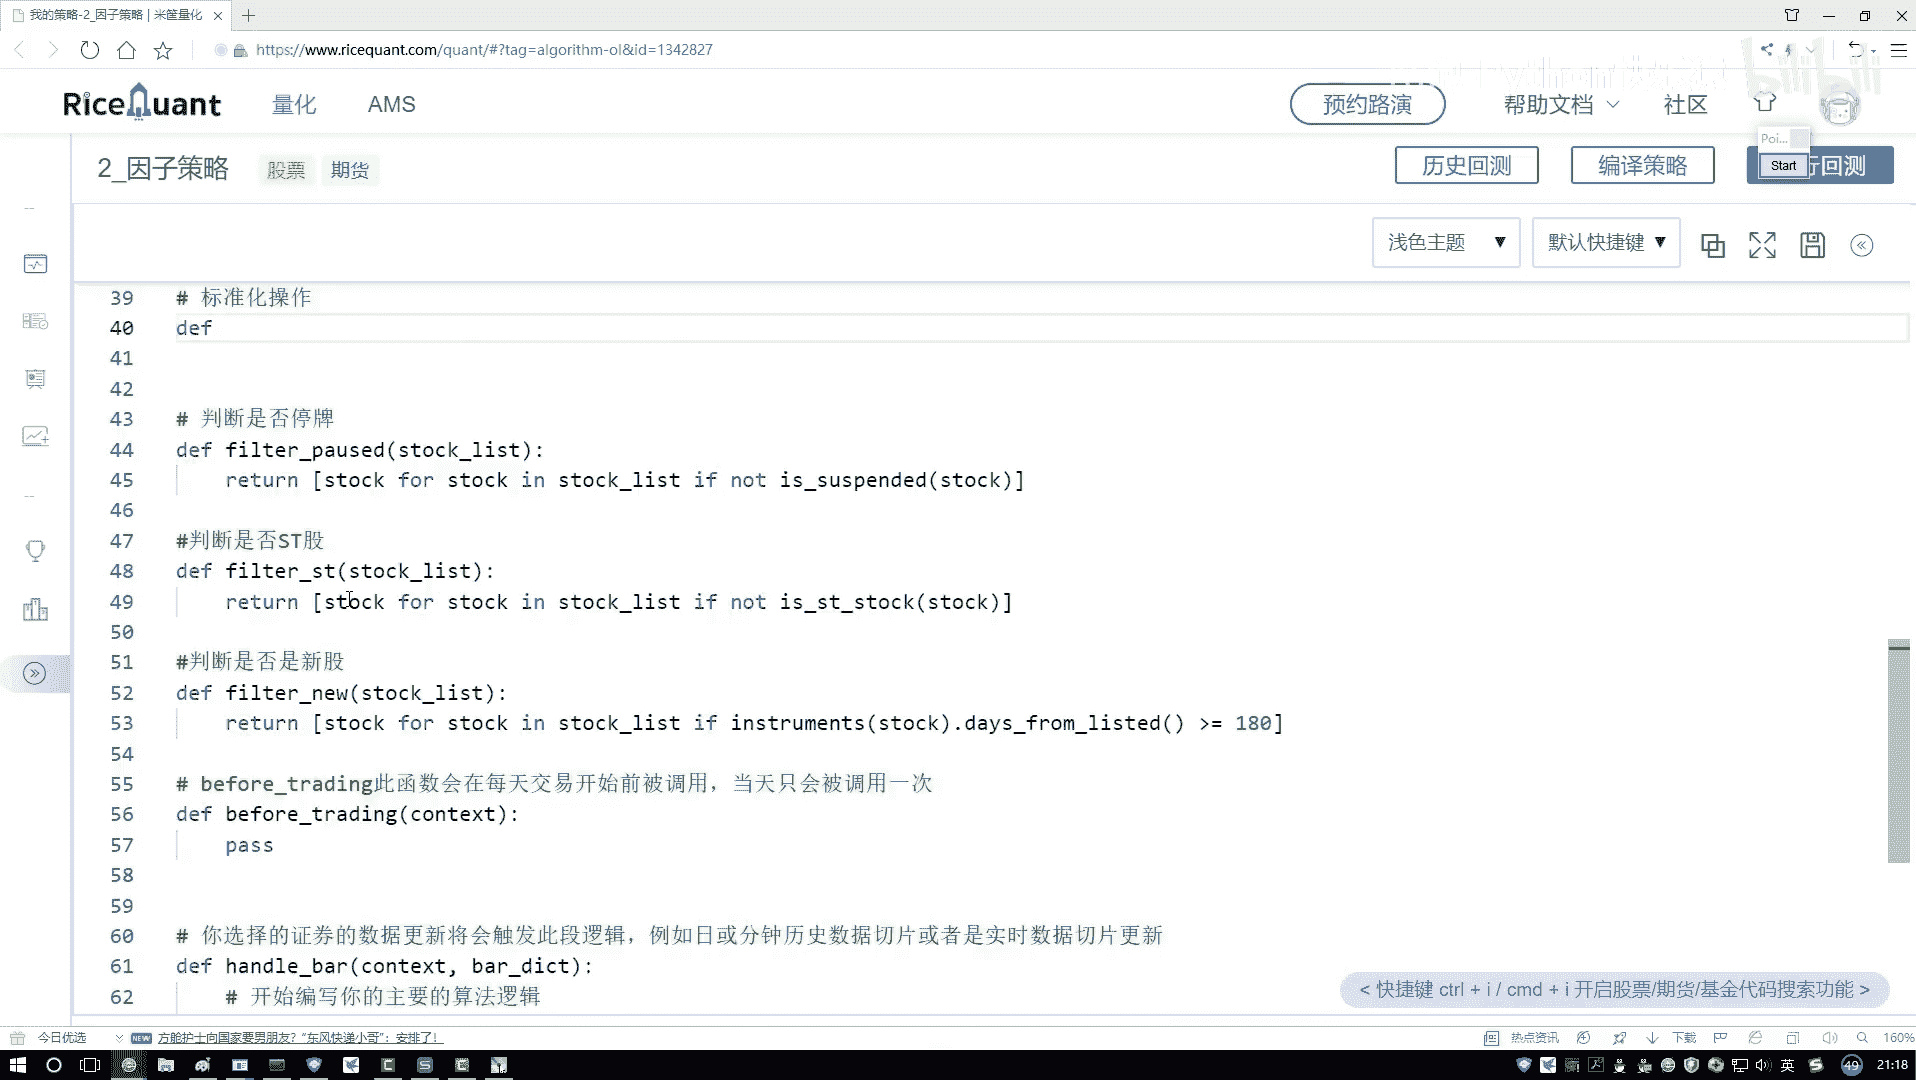 我的策略-2_因子策略 | 米筐量化
https://www.ricequant.com/quant/#?tag=algorithm-ol&id=1342827
bilibili
RiceQuant 量化 AMS 预约路演 帮助文档 社区
Poi...
Start
2_因子策略 股票 期货 历史回测 编译策略 行回测
浅色主题 ▼ 默认快捷键 ▼
39 # 标准化操作
40 def
41
42
43 # 判断是否停牌
44 def filter_paused(stock_list):
45 return [stock for stock in stock_list if not is_suspended(stock)]
46
47 #判断是否ST股
48 def filter_st(stock_list):
49 return [stock for stock in stock_list if not is_st_stock(stock)]
50
51 #判断是否是新股
52 def filter_new(stock_list):
53 return [stock for stock in stock_list if instruments(stock).days_from_listed() >= 180]
54
55 # before_trading此函数会在每天交易开始前被调用，当天只会被调用一次
56 def before_trading(context):
57 pass
58
59
60 # 你选择的证券的数据更新将会触发此段逻辑，例如日或分钟历史数据切片或者是实时数据切片更新
61 def handle_bar(context, bar_dict):
62 # 开始编写你的主要的算法逻辑
< 快捷键 ctrl + i / cmd + i 开启股票/期货/基金代码搜索功能 >
今日优选 NEW 方舱护士向国家要男朋友? “东风快递小哥”：安排了！ 热点资讯 下载 160%
英 49 21:18